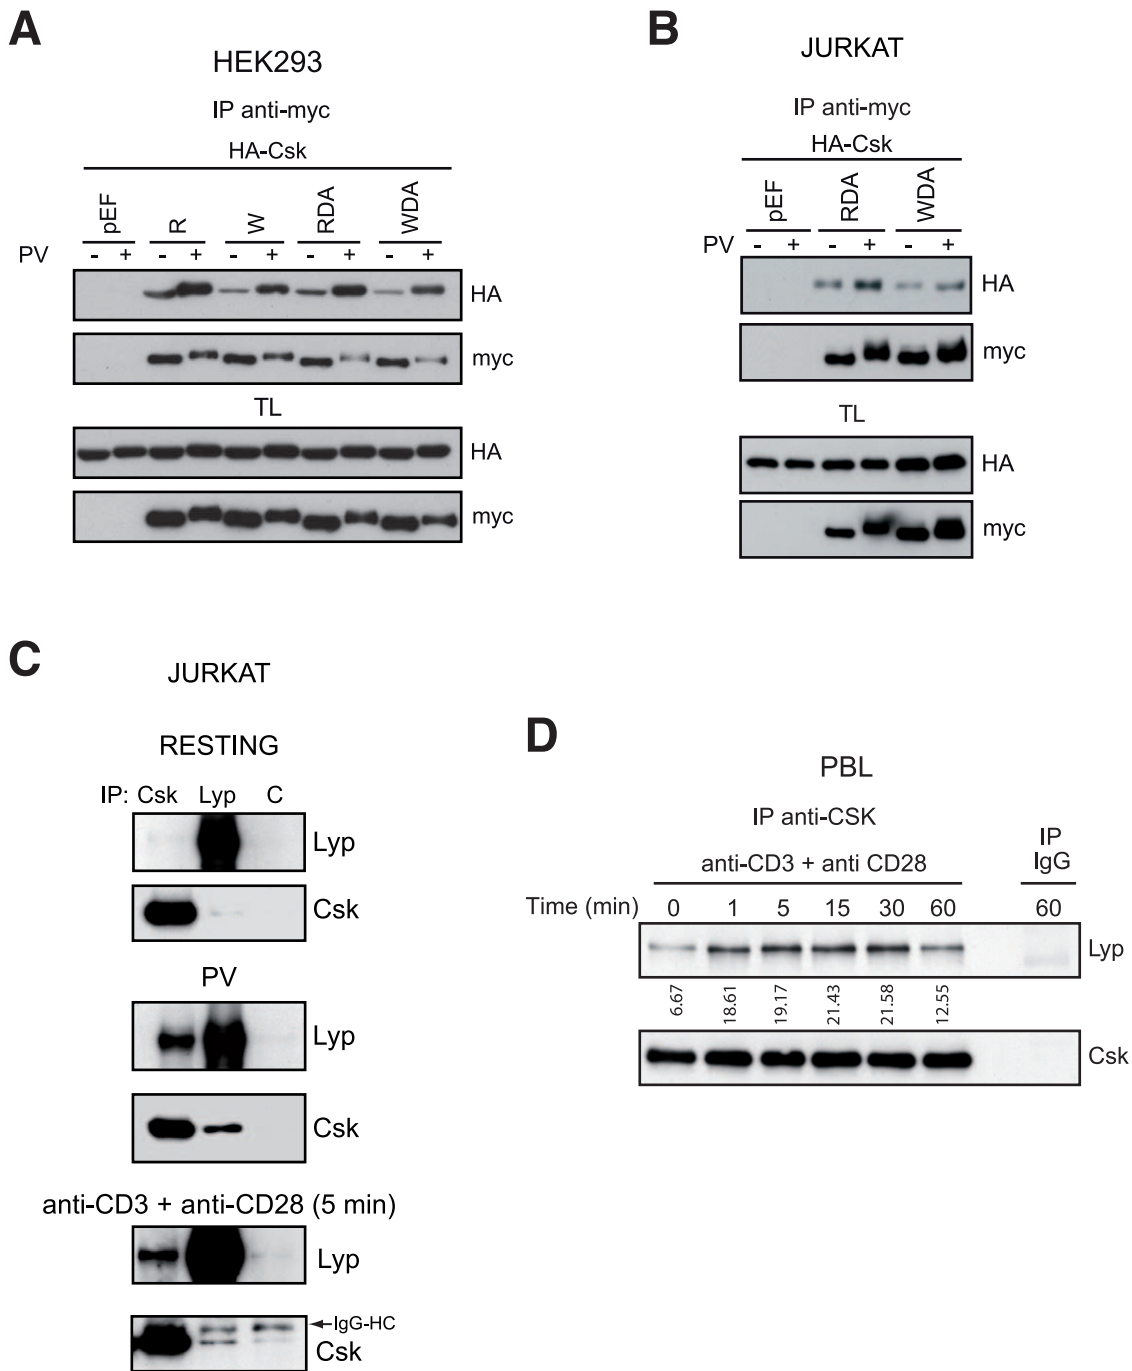 A
HEK293
IP anti-myc
HA-Csk
pEF R W RDA WDA
PV - + - + - + - + - +
HA
myc
TL
HA
myc
B
JURKAT
IP anti-myc
HA-Csk
pEF RDA WDA
PV - + - + - +
HA
myc
TL
HA
myc
C
JURKAT
RESTING
IP: Csk Lyp C
Lyp
Csk
PV
Lyp
Csk
anti-CD3 + anti-CD28 (5 min)
Lyp
IgG-HC
Csk
D
PBL
IP anti-CSK
anti-CD3 + anti CD28
IP
IgG
Time (min) 0 1 5 15 30 60 60
Lyp
6.67 18.61 19.17 21.43 21.58 12.55
Csk